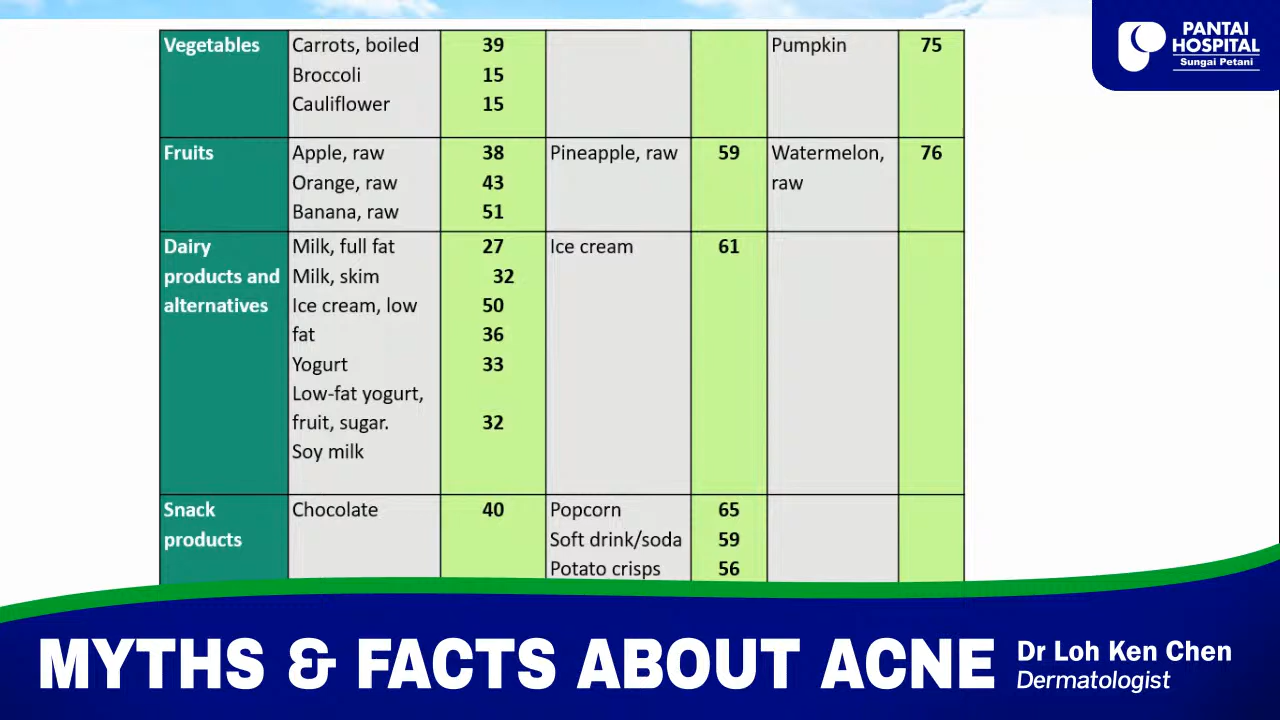 PANTAI
HOSPITAL
Sungai Petani
Vegetables Carrots, boiled 39 Pumpkin 75
Broccoli 15
Cauliflower 15
Fruits Apple, raw 38 Pineapple, raw 59 Watermelon, 76
Orange, raw 43 raw
Banana, raw 51
Dairy Milk, full fat 27 Ice cream 61
products and Milk, skim 32
alternatives Ice cream, low 50
fat 36
Yogurt 33
Low-fat yogurt,
fruit, sugar. 32
Soy milk
Snack Chocolate 40 Popcorn 65
products Soft drink/soda 59
Potato crisps 56
MYTHS & FACTS ABOUT ACNE
Dr Loh Ken Chen
Dermatologist